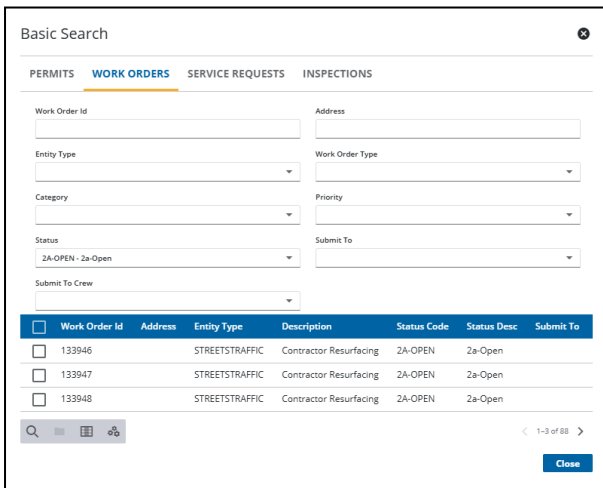 Basic Search
PERMITS WORK ORDERS SERVICE REQUESTS INSPECTIONS
Work Order Id Address
Entity Type Work Order Type
Category Priority
Status Submit To
2A-OPEN - 2a-Open
Submit To Crew
Work Order Id Address Entity Type Description Status Code Status Desc Submit To
133946 STREETSTRAFFIC Contractor Resurfacing 2A-OPEN 2a-Open
133947 STREETSTRAFFIC Contractor Resurfacing 2A-OPEN 2a-Open
133948 STREETSTRAFFIC Contractor Resurfacing 2A-OPEN 2a-Open
1–3 of 88
Close